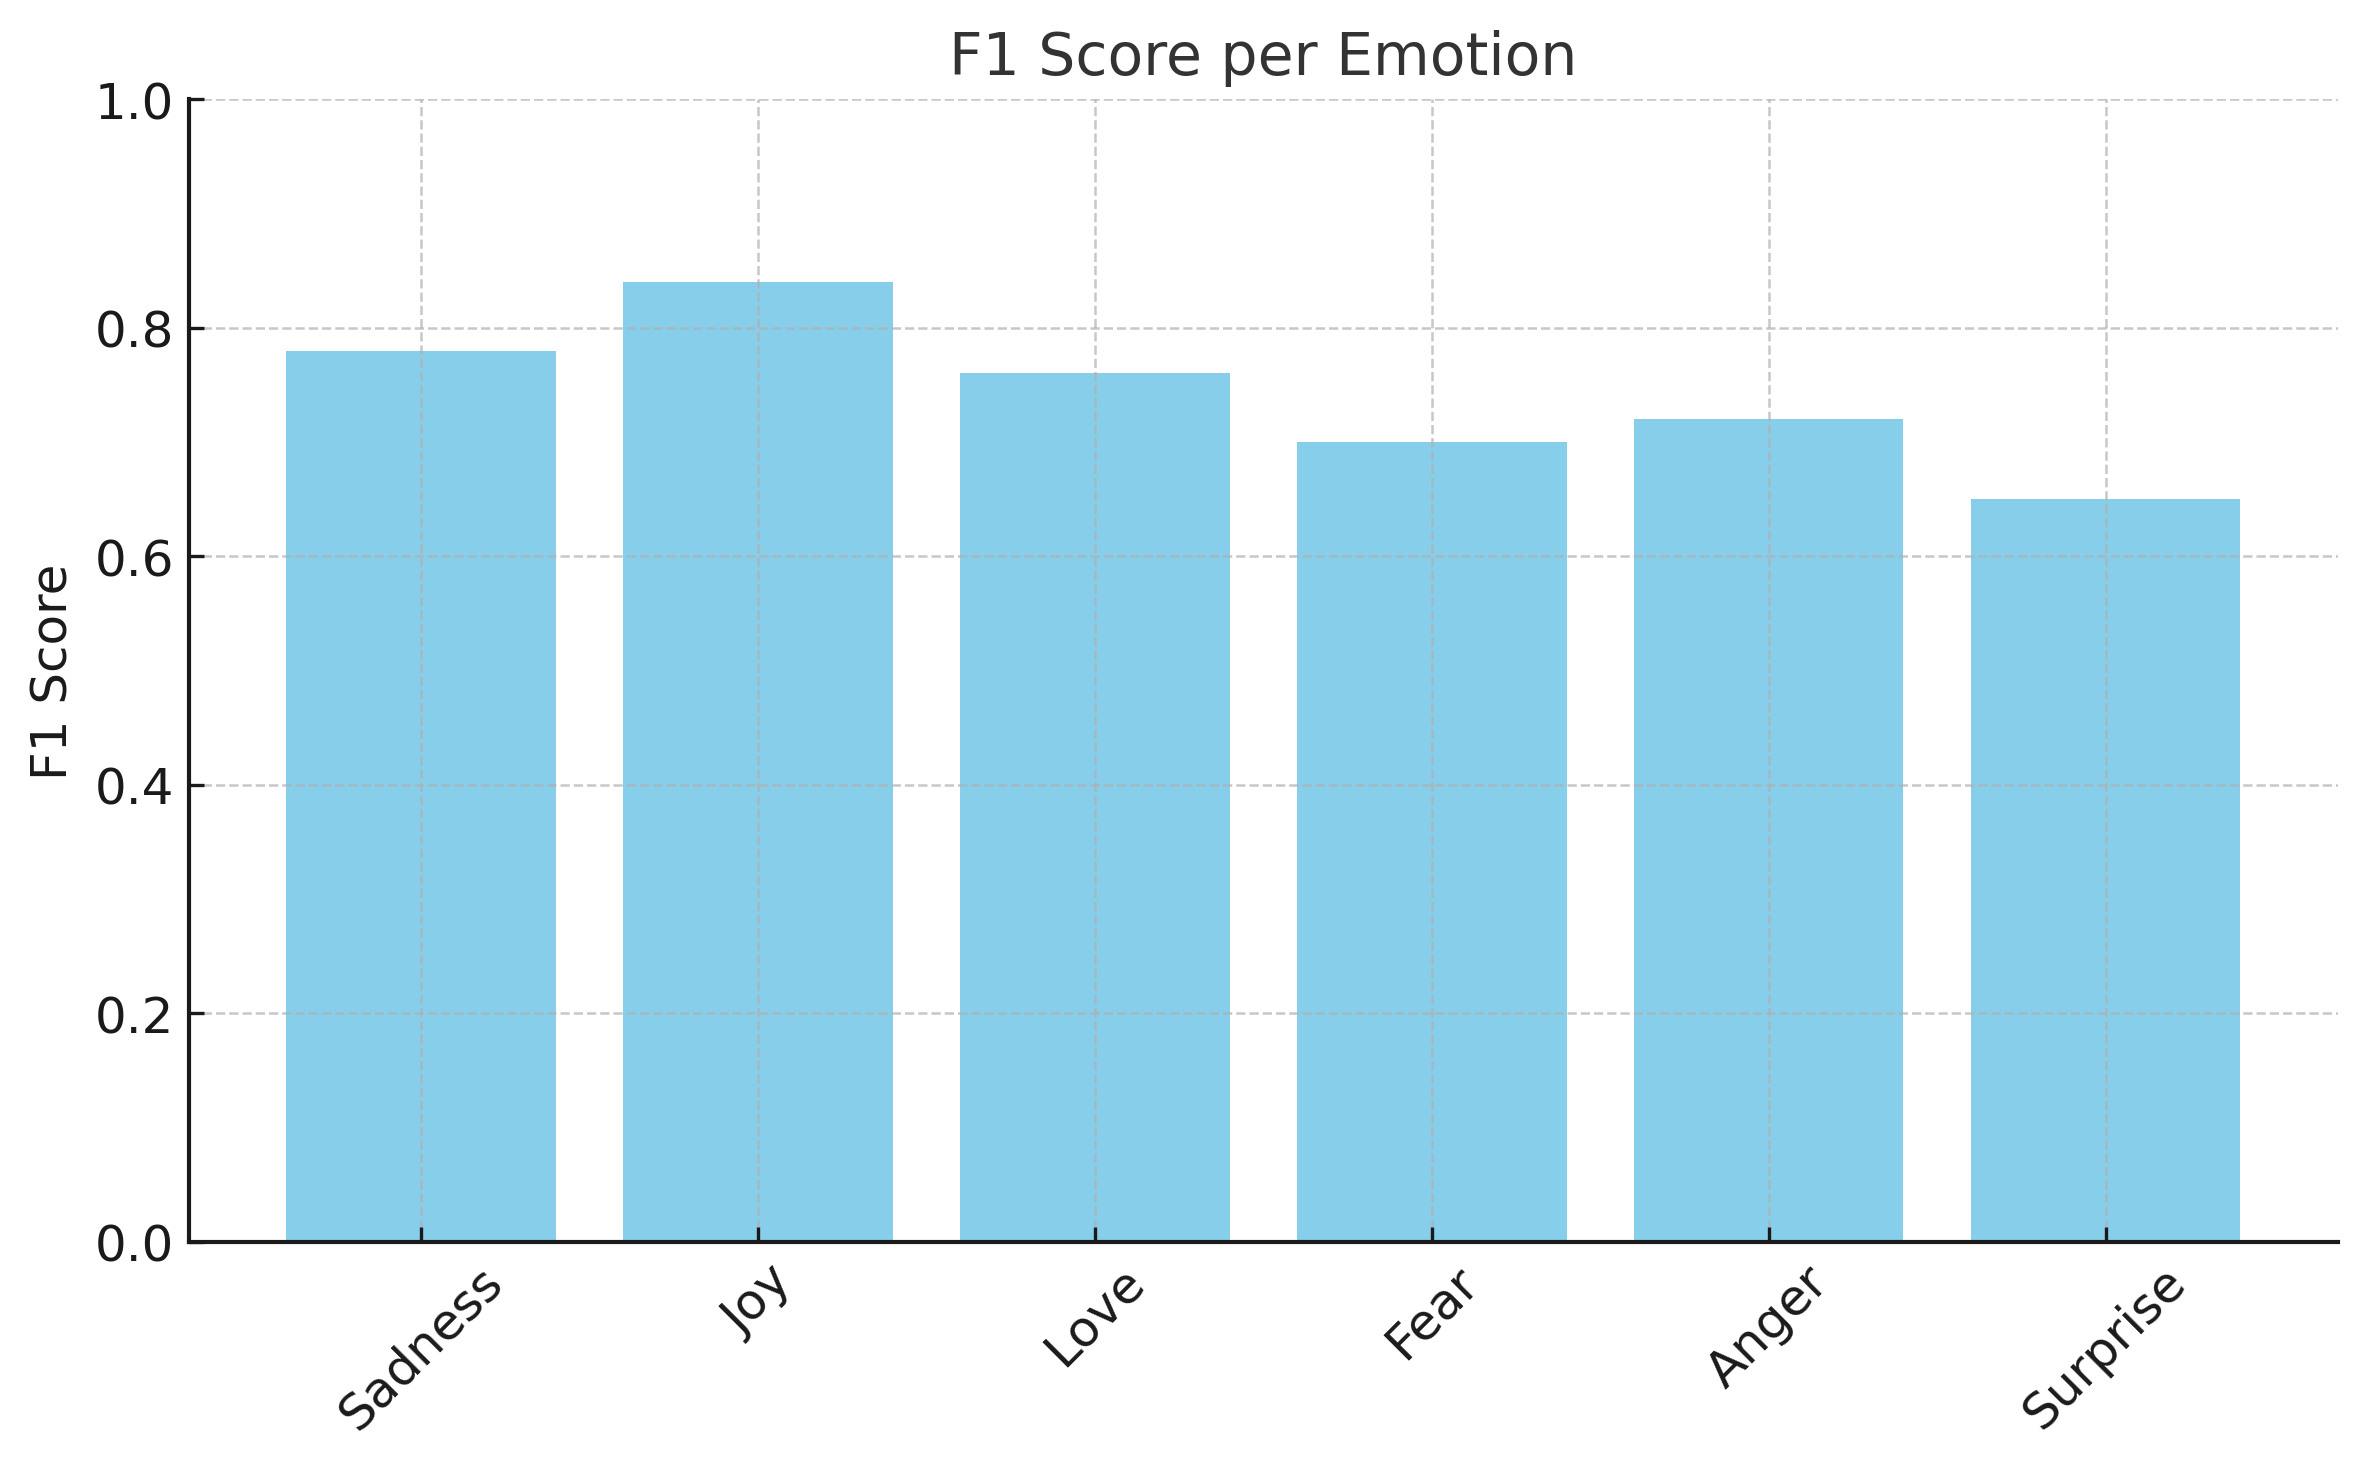 F1 Score per Emotion
F1 Score
1.0
0.8
0.6
0.4
0.2
0.0
Sadness
Joy
Love
Fear
Anger
Surprise